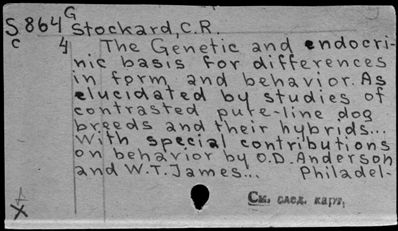 S 864 G Stockard, C.R.
c 4 The Genetic and endocri-
nic basis for differences
in form and behavior. As
elucidated by studies of
contrasted pure-line dog
breeds and their hybrids...
With special contributions
on behavior by O.D. Anderson
and W.T. James... Philadel-
См. след. карт.
X